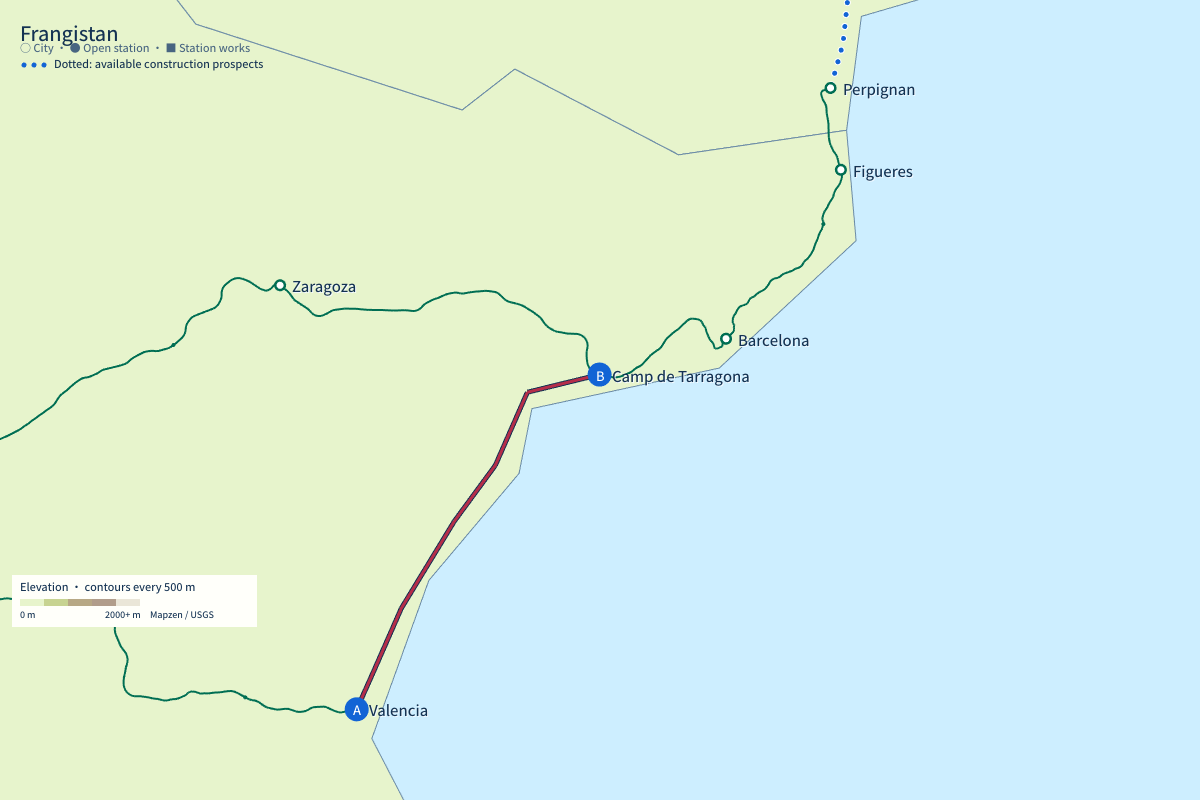 Frangistan
City • Open station • Station works
Dotted: available construction prospects
Perpignan
Figueres
Zaragoza
Barcelona
B Camp de Tarragona
Elevation • contours every 500 m
0 m 2000+ m Mapzen / USGS
A Valencia